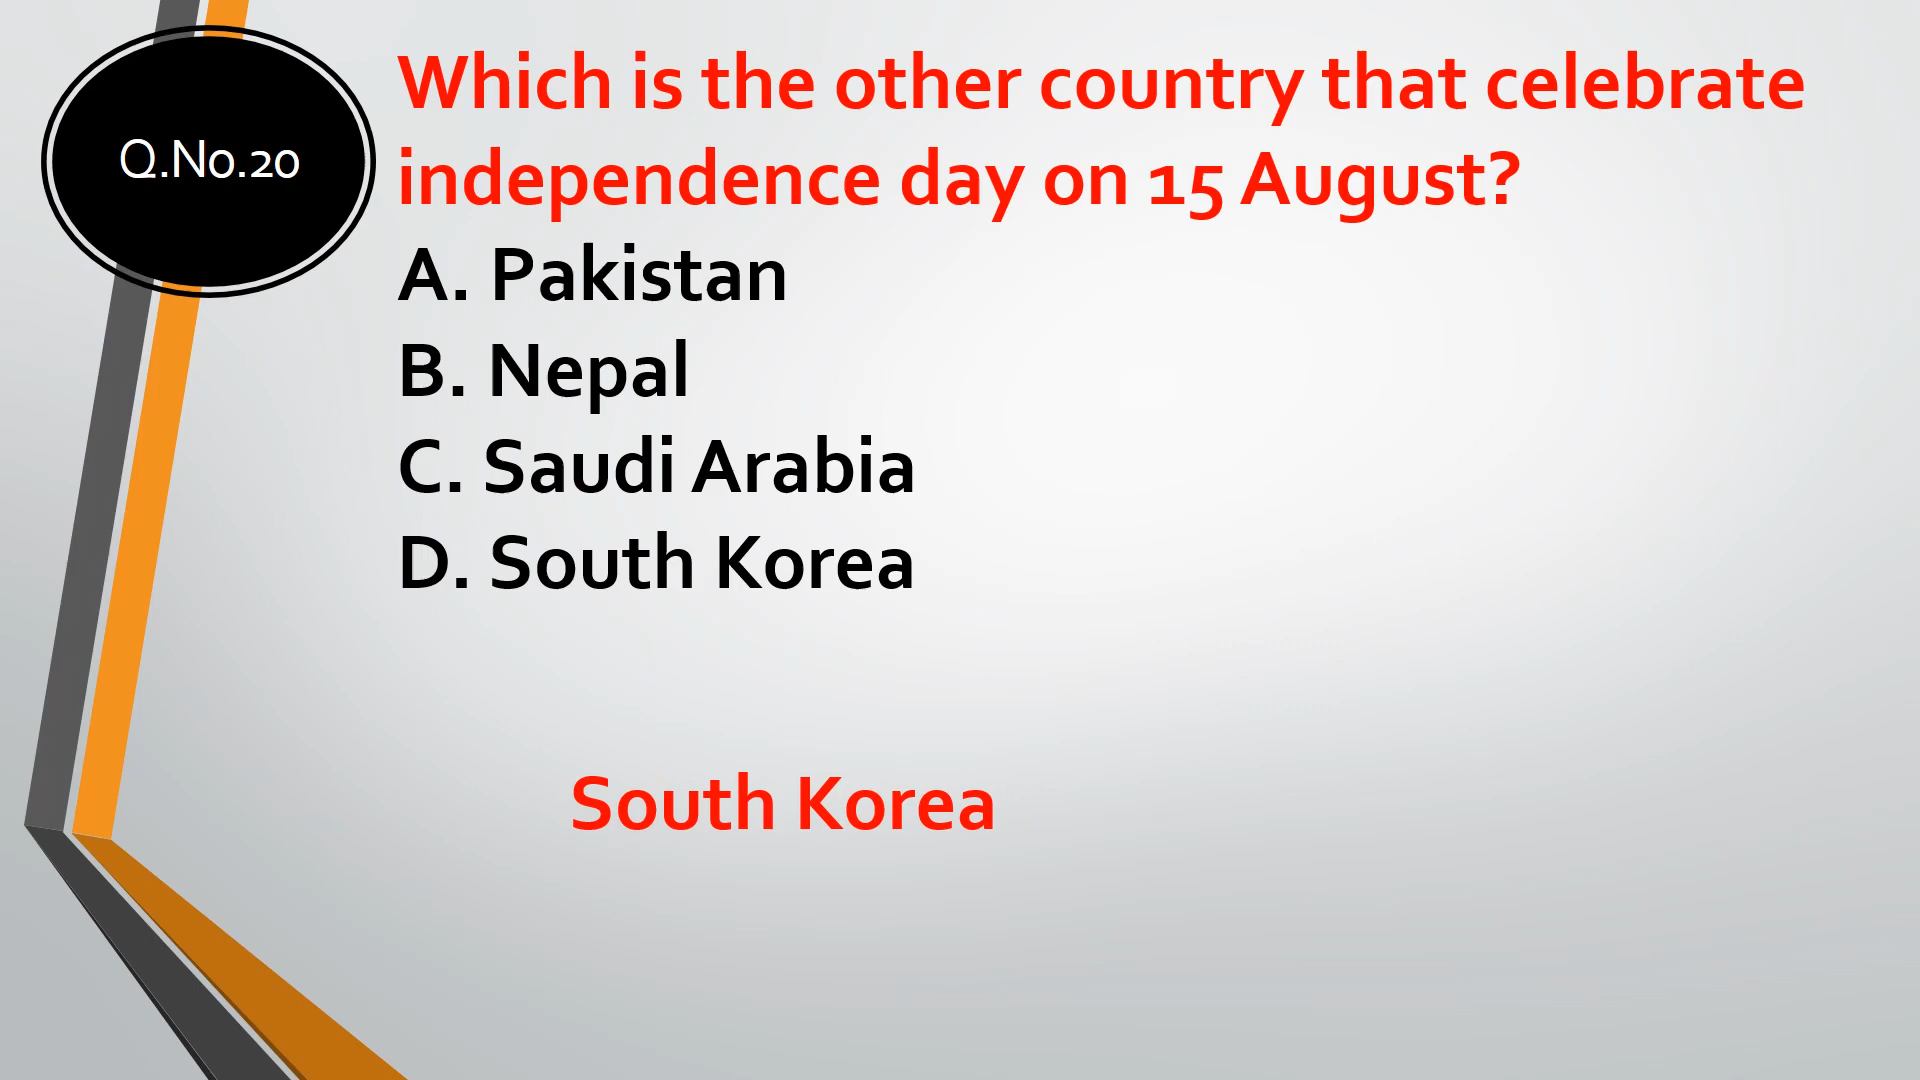 Q.No.20
Which is the other country that celebrate
independence day on 15 August?
A. Pakistan
B. Nepal
C. Saudi Arabia
D. South Korea
South Korea